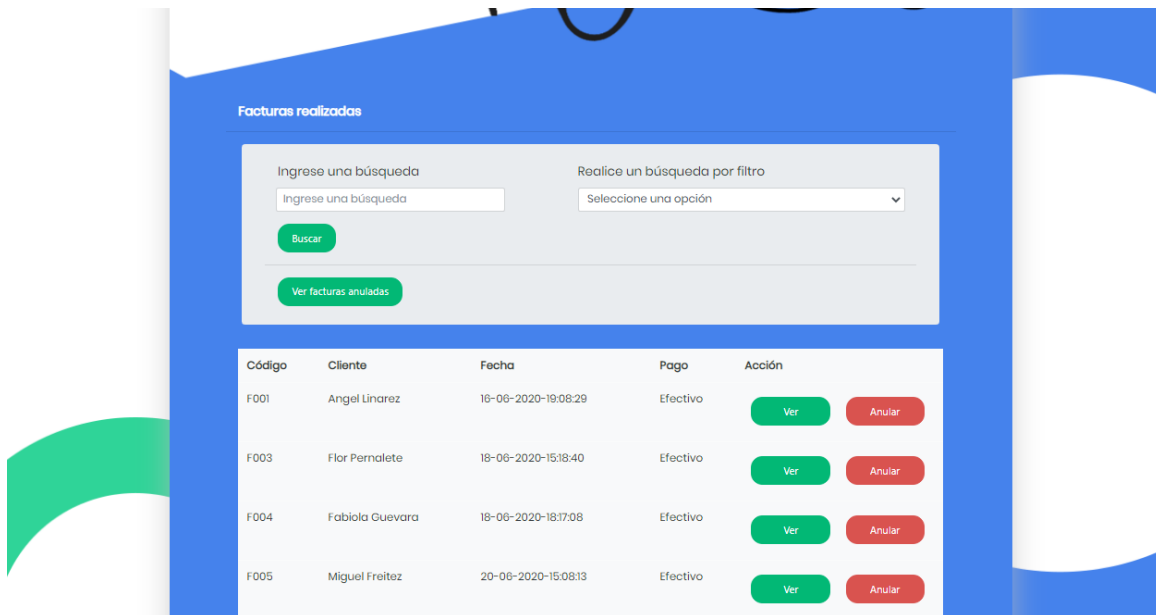 Facturas realizadas
Ingrese una búsqueda Realice un búsqueda por filtro
Ingrese una búsqueda Seleccione una opción
Buscar
Ver facturas anuladas
Código Cliente Fecha Pago Acción
F001 Angel Linarez 16-06-2020-19:08:29 Efectivo Ver Anular
F003 Flor Pernalete 18-06-2020-15:18:40 Efectivo Ver Anular
F004 Fabiola Guevara 18-06-2020-18:17:08 Efectivo Ver Anular
F005 Miguel Freitez 20-06-2020-15:08:13 Efectivo Ver Anular